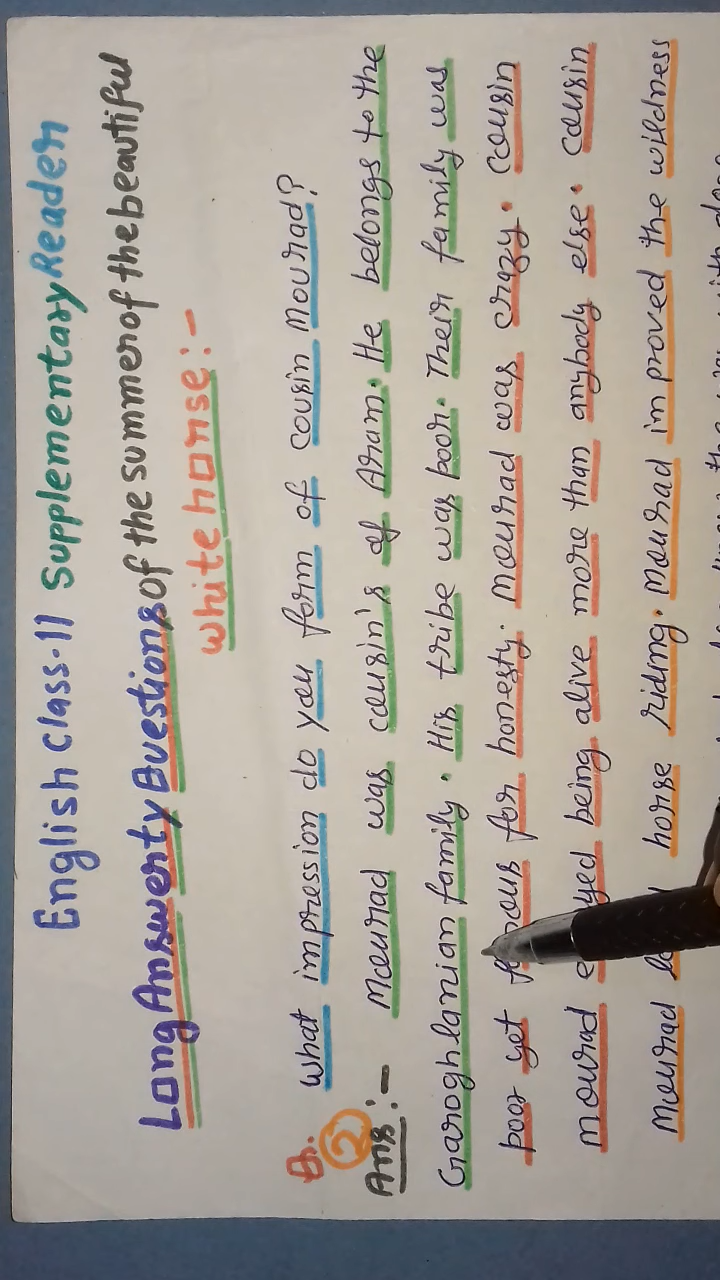 English Class-11 Supplementary Reader
Long Answerty Questions of the summer of the beautiful
white horse:-
Q. What impression do you form of cousin Mourad?
2
Ans:- Mourad was cousin's of Aram. He belongs to the
Garoghlanian family. His tribe was poor. Their family was
poor yet for honesty. Mourad was crazy. cousin
mourad being alive more than anybody else. cousin
Mourad horse riding. Mourad improved the wildness